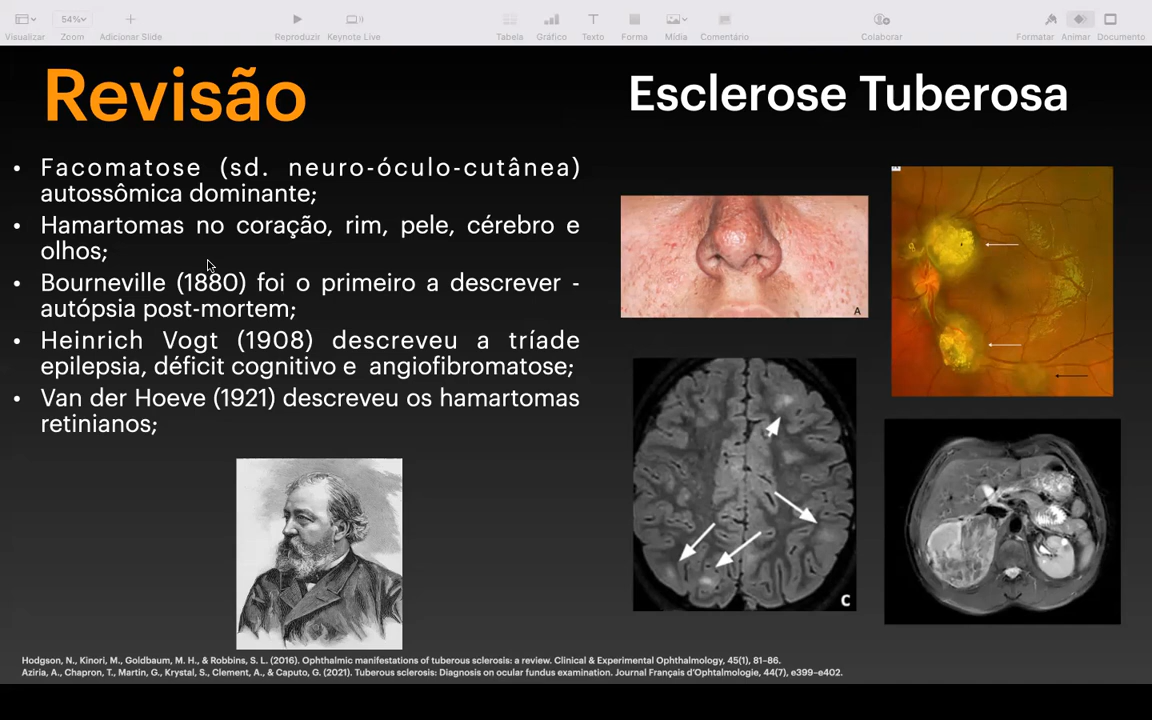 54%
Visualizar
Zoom
Adicionar Slide
Reproduzir
Keynote Live
Tabela
Gráfico
Texto
Forma
Mídia
Comentário
Colaborar
Formatar
Animar
Documento
Revisão
• Facomatose (sd. neuro-óculo-cutânea)
autossômica dominante;
• Hamartomas no coração, rim, pele, cérebro e
olhos;
• Bourneville (1880) foi o primeiro a descrever -
autópsia post-mortem;
• Heinrich Vogt (1908) descreveu a tríade
epilepsia, déficit cognitivo e angiofibromatose;
• Van der Hoeve (1921) descreveu os hamartomas
retinianos;
Esclerose Tuberosa
A
C
Hodgson, N., Kinori, M., Goldbaum, M. H., & Robbins, S. L. (2016). Ophthalmic manifestations of tuberous sclerosis: a review. Clinical & Experimental Ophthalmology, 45(1), 81–86.
Aziria, A., Chapron, T., Martin, G., Krystal, S., Clement, A., & Caputo, G. (2021). Tuberous sclerosis: Diagnosis on ocular fundus examination. Journal Français d'Ophtalmologie, 44(7), e399–e402.